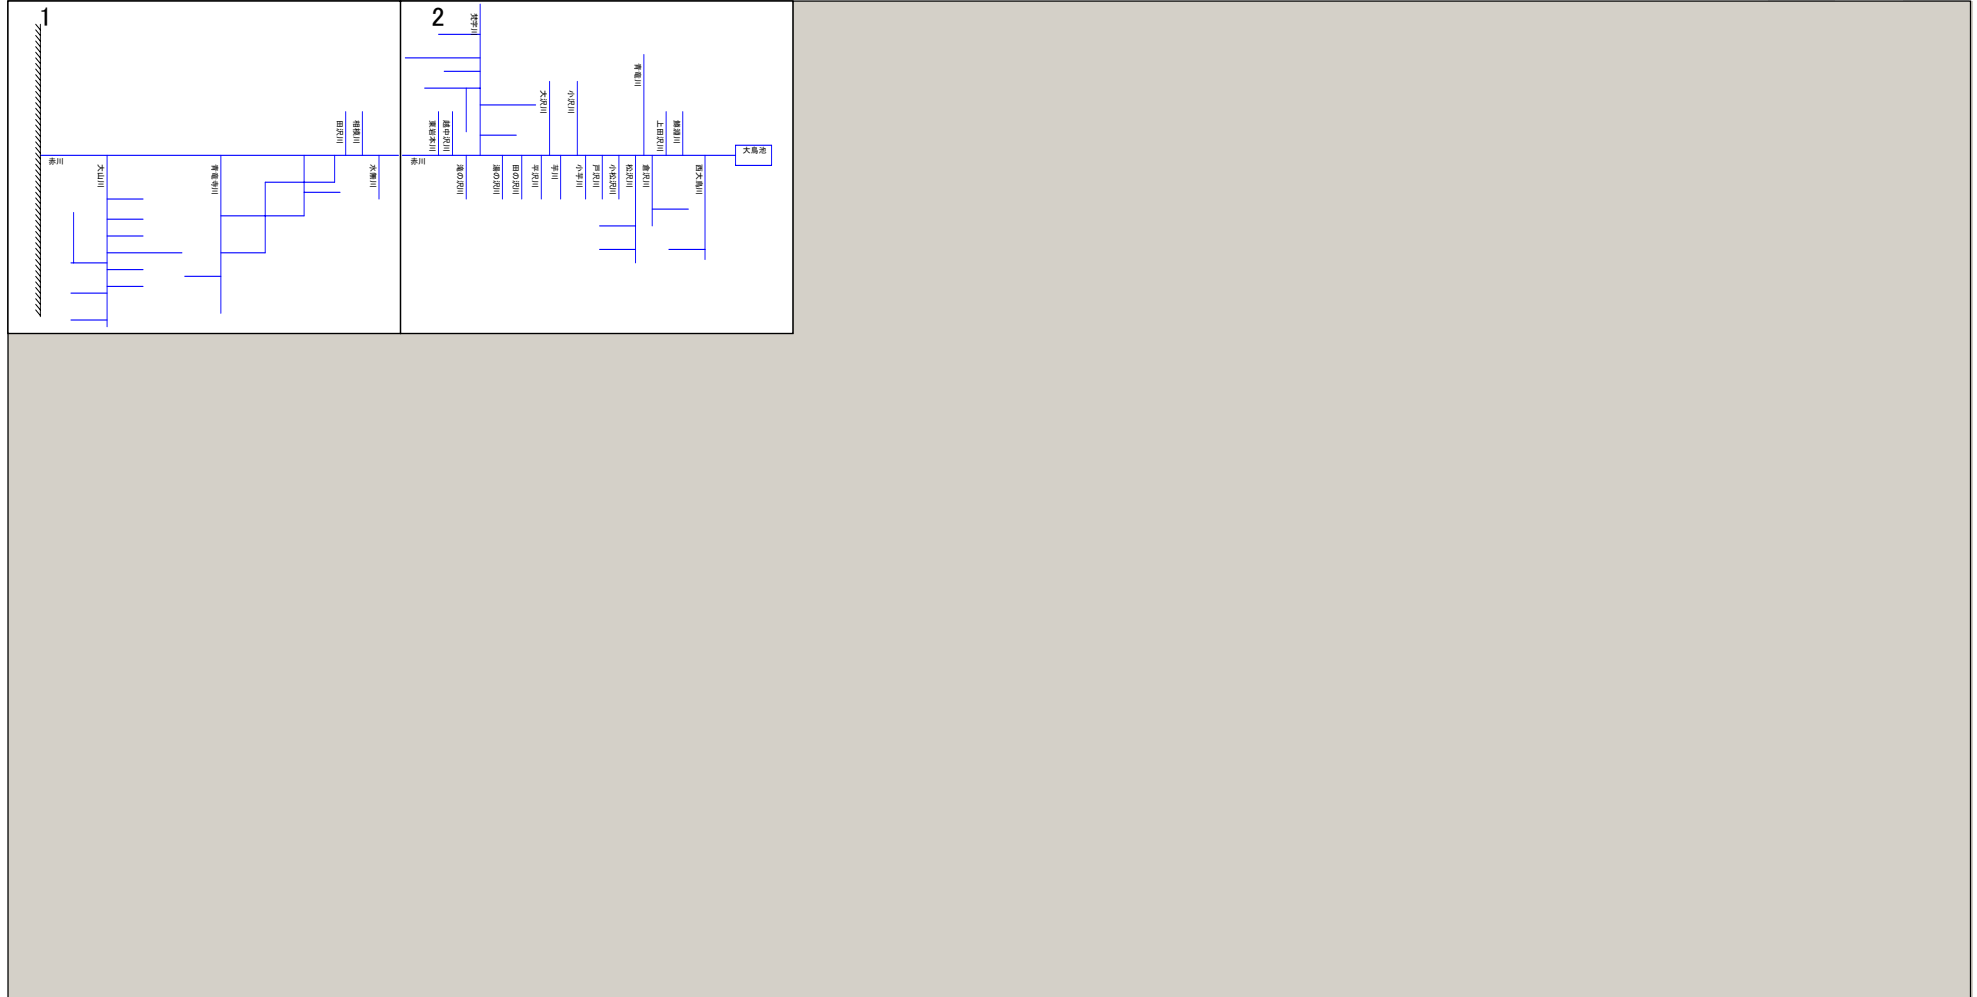 1
田沢川
相模川
赤川
大山川
青竜寺川
水無川
2
梵字川
東岩本川
越中沢川
大沢川
小沢川
青竜川
上田沢川
鱒淵川
大鳥池
赤川
滝の沢川
湯の沢川
田の沢川
平沢川
芋川
小芋川
戸沢川
小松沢川
松沢川
倉沢川
西大鳥川